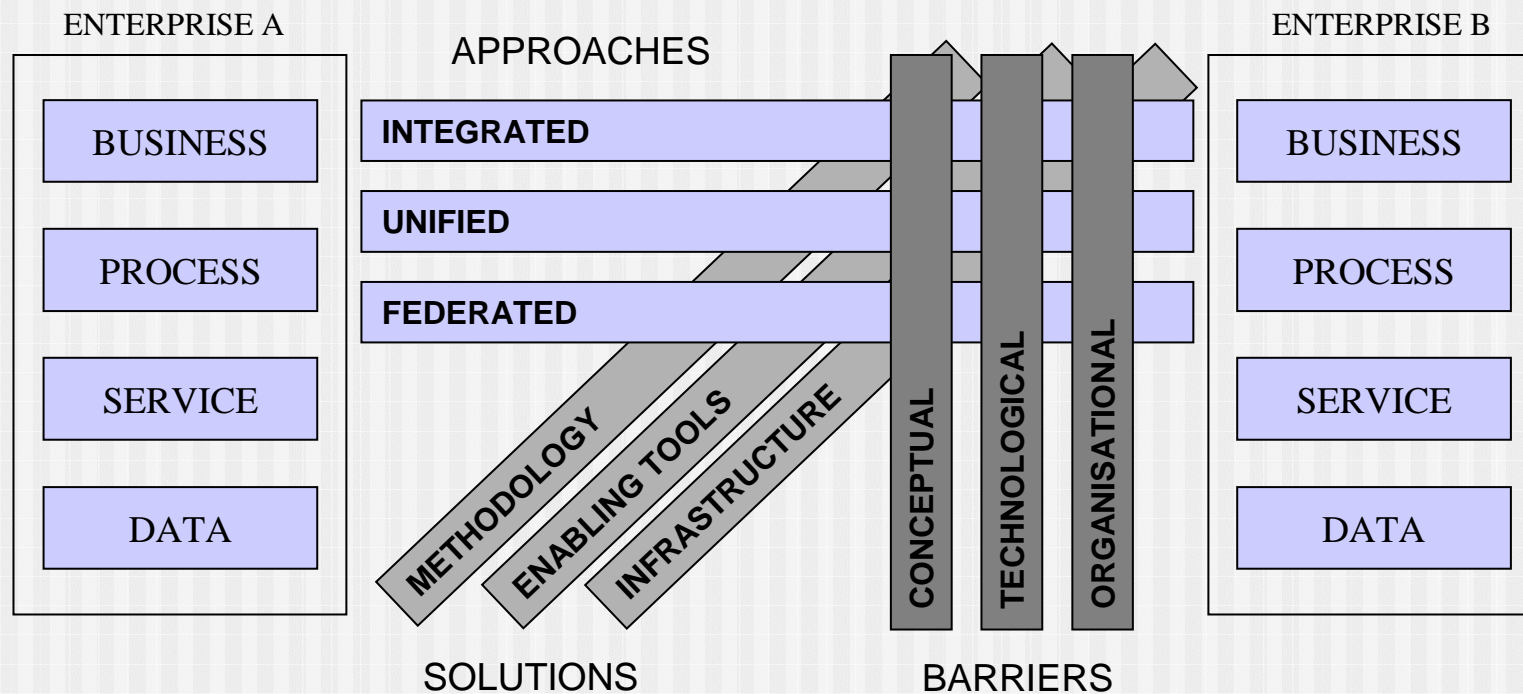 ENTERPRISE A
BUSINESS
PROCESS
SERVICE
DATA
APPROACHES
INTEGRATED
UNIFIED
FEDERATED
METHODOLOGY
ENABLING TOOLS
INFRASTRUCTURE
SOLUTIONS
CONCEPTUAL
TECHNOLOGICAL
ORGANISATIONAL
BARRIERS
ENTERPRISE B
BUSINESS
PROCESS
SERVICE
DATA